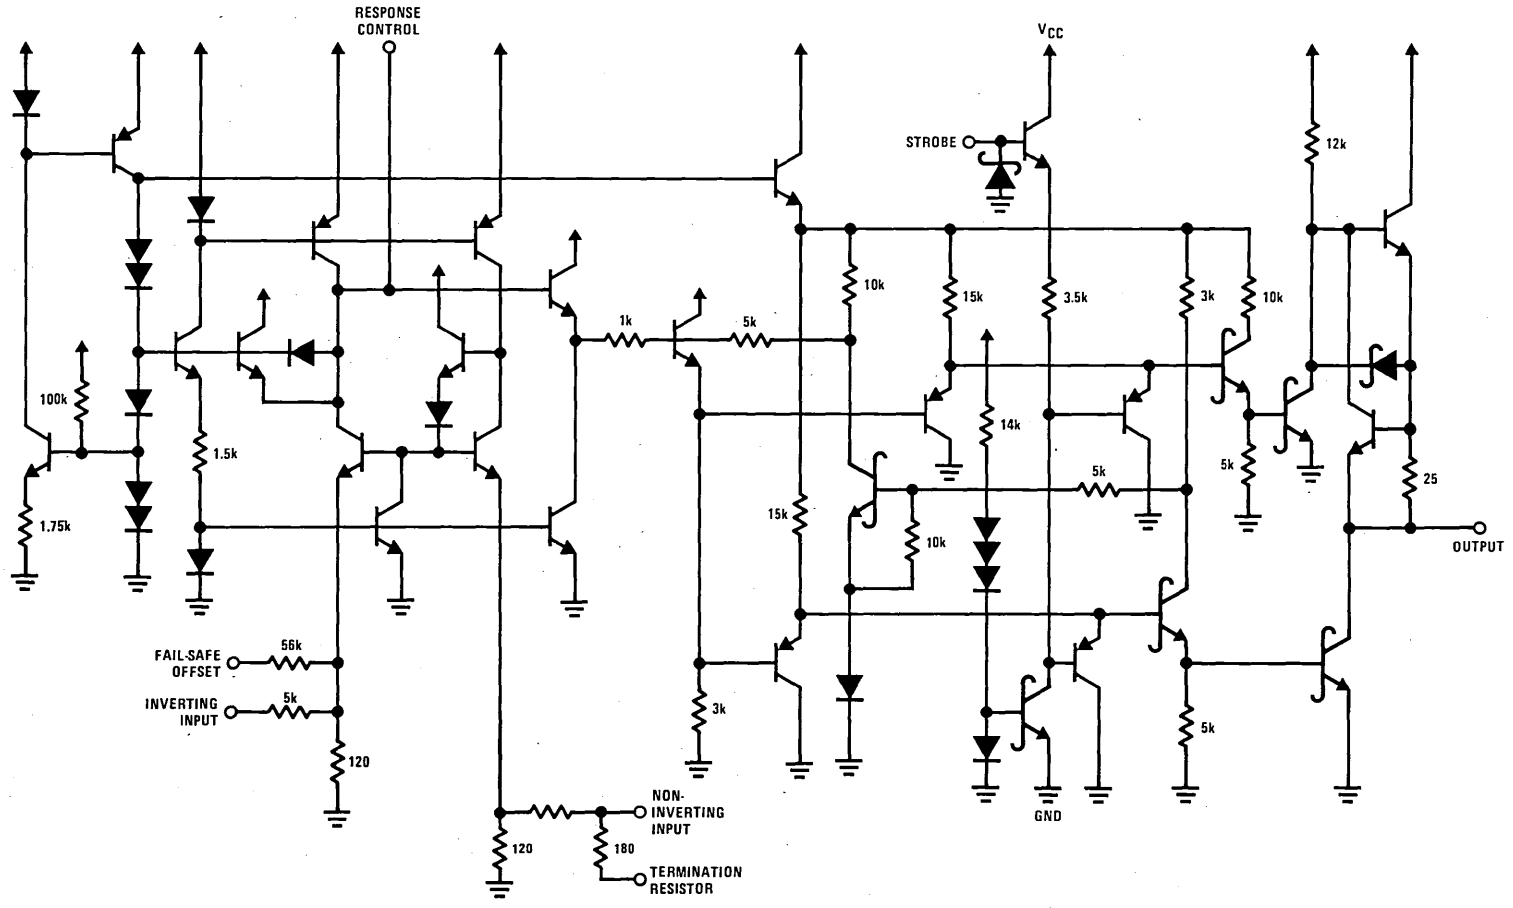 RESPONSE
CONTROL
VCC
STROBE
12k
10k
15k
3.5k
3k
10k
1k
5k
100k
14k
1.5k
5k
5k
25
1.75k
15k
10k
OUTPUT
56k
FAIL-SAFE
OFFSET
5k
INVERTING
INPUT
3k
5k
120
NON-
INVERTING
INPUT
GND
120
180
TERMINATION
RESISTOR